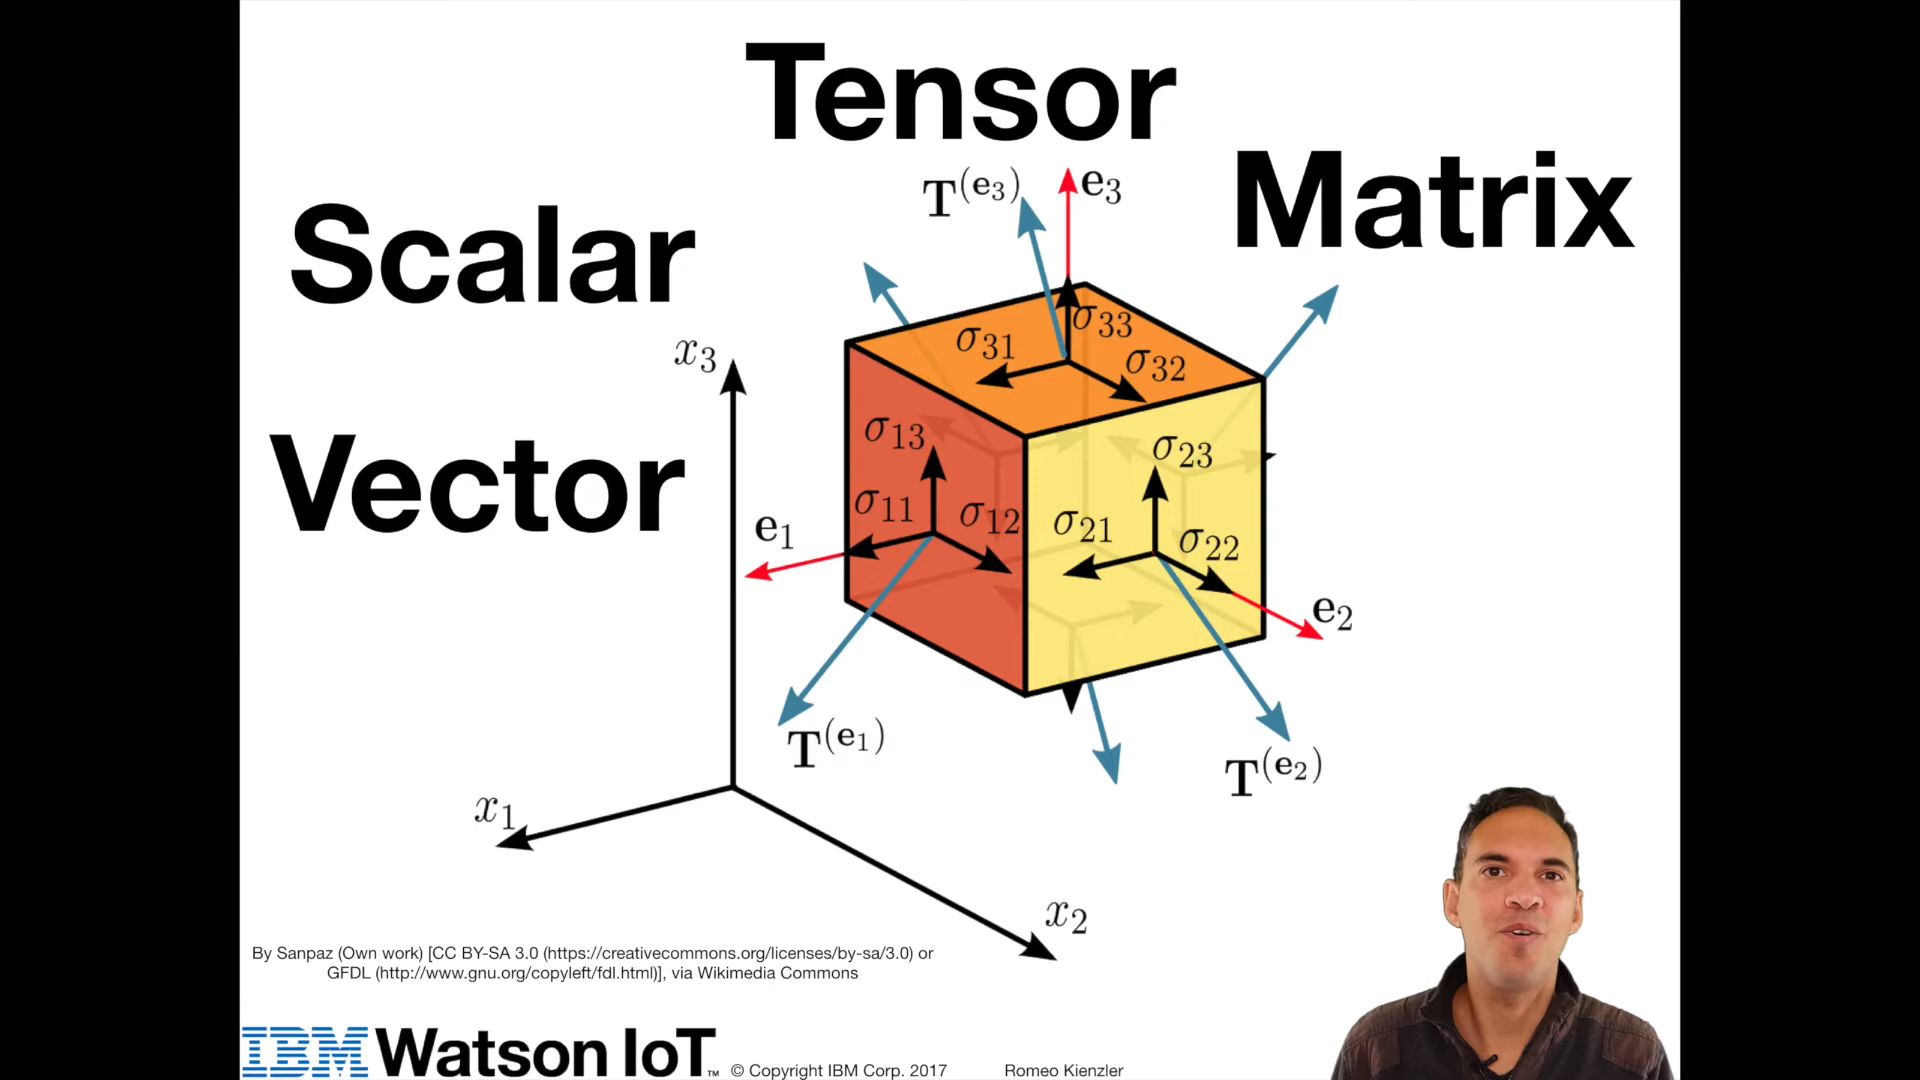 Tensor
Matrix
Scalar
Vector
T^(e₃)
e₃
σ₃₃
σ₃₁
σ₃₂
x₃
σ₁₃
σ₂₃
σ₁₁
σ₁₂
σ₂₁
σ₂₂
e₁
e₂
T^(e₁)
T^(e₂)
x₁
x₂
By Sanpaz (Own work) [CC BY-SA 3.0 (https://creativecommons.org/licenses/by-sa/3.0) or
GFDL (http://www.gnu.org/copyleft/fdl.html)], via Wikimedia Commons
IBM Watson IoT™ © Copyright IBM Corp. 2017 Romeo Kienzler